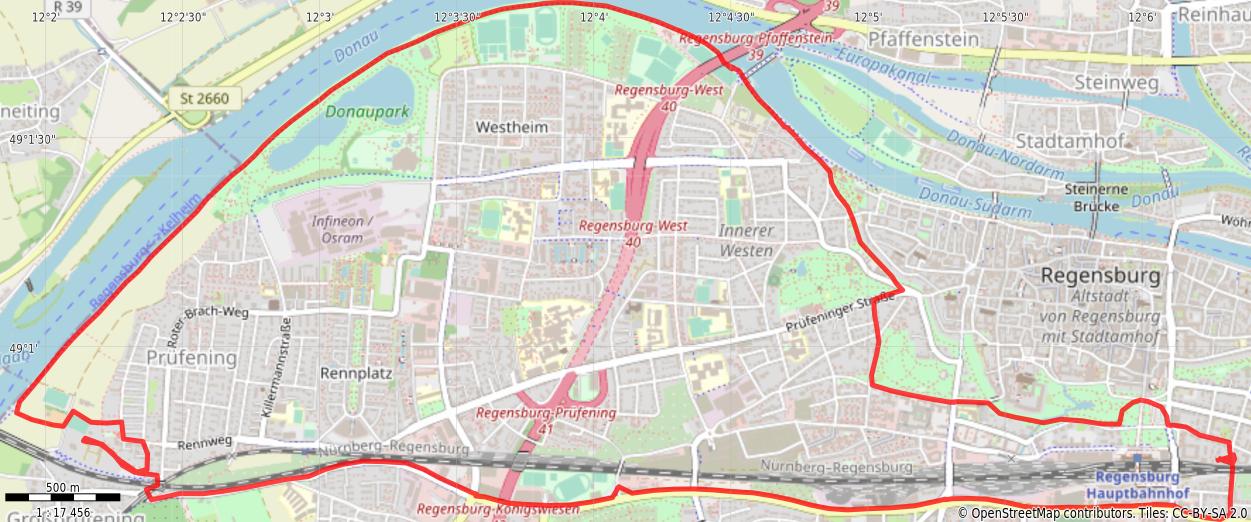 12°2'
12°2'30"
12°3'
12°3'30"
12°4'
12°4'30"
12°5'
12°5'30"
12°6'
R 39
39
Reinhau
Donau
Regensburg-Pfaffenstein
39
Pfaffenstein
Europakanal
Steinweg
St 2660
Regensburg-West
40
neiting
Donaupark
49°1'30"
Westheim
Stadtamhof
Donau-Nordarm
Steinerne
Brücke
Donau
Donau-Südarm
Regensburg - Kelheim
Infineon /
Osram
Regensburg West
40
Innerer
Westen
Wöhr
Regensburg
Altstadt
von Regensburg
mit Stadtamhof
Roter-Brach-Weg
Prüfeninger Straße
49°1'
Prüfening
Killermannstraße
Rennplatz
Regensburg-Prüfening
41
Rennweg
Nürnberg–Regensburg
Nürnberg–Regensburg
Regensburg
Hauptbahnhof
500 m
1 : 17 456
Großprüfening
Regensburg-Königswiesen
© OpenStreetMap contributors. Tiles: CC-BY-SA 2.0